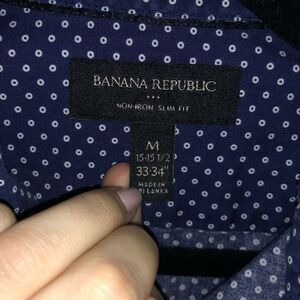 BANANA REPUBLIC
NON-IRON SLIM FIT
M
15-15 1/2
33-34"
MADE IN
SRI LANKA